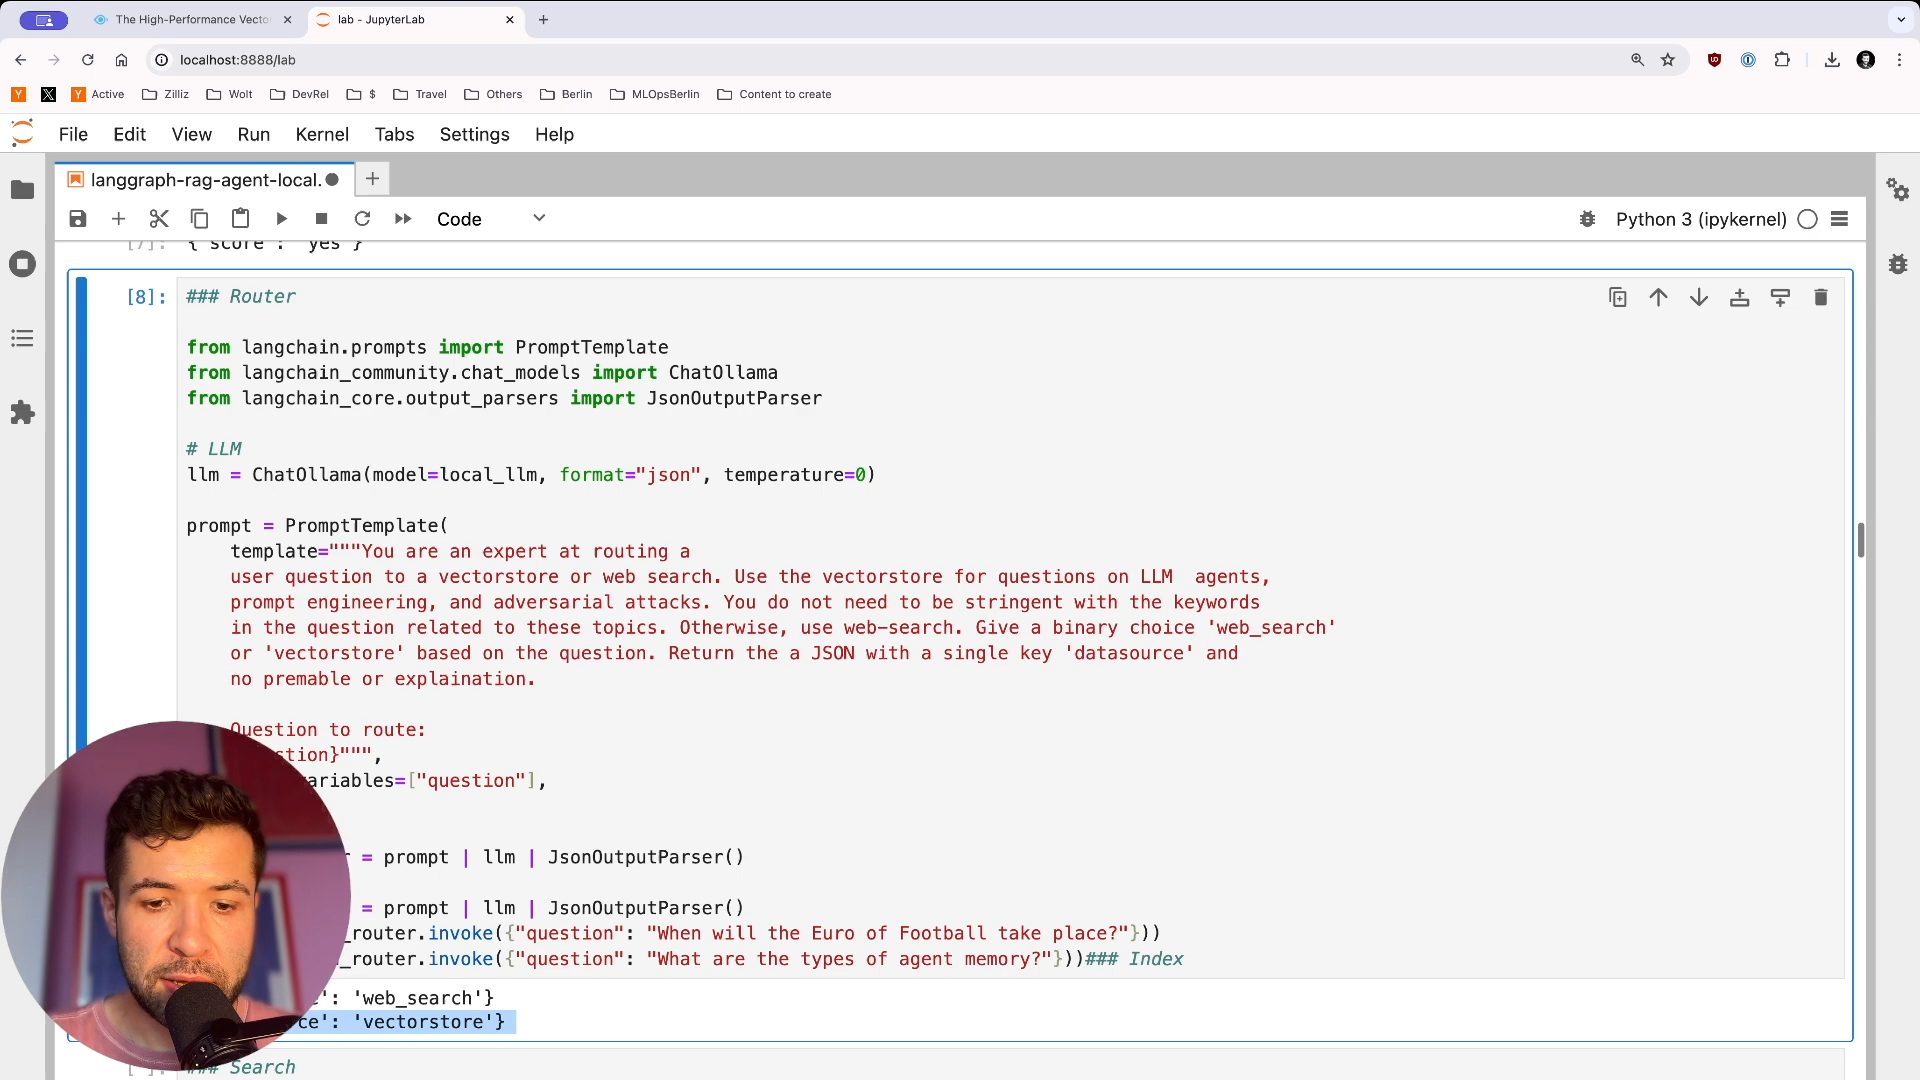 The High-Performance Vecto
lab - JupyterLab
localhost:8888/lab
Active
Zilliz
Wolt
DevRel
$
Travel
Others
Berlin
MLOpsBerlin
Content to create
File Edit View Run Kernel Tabs Settings Help
langgraph-rag-agent-local.
Code
Python 3 (ipykernel)
[7]: {'score': 'yes'}
[8]: ### Router
from langchain.prompts import PromptTemplate
from langchain_community.chat_models import ChatOllama
from langchain_core.output_parsers import JsonOutputParser
# LLM
llm = ChatOllama(model=local_llm, format="json", temperature=0)
prompt = PromptTemplate(
template="""You are an expert at routing a
user question to a vectorstore or web search. Use the vectorstore for questions on LLM  agents,
prompt engineering, and adversarial attacks. You do not need to be stringent with the keywords
in the question related to these topics. Otherwise, use web-search. Give a binary choice 'web_search'
or 'vectorstore' based on the question. Return the a JSON with a single key 'datasource' and
no premable or explaination.
Question to route:
stion}""",
ariables=["question"],
= prompt | llm | JsonOutputParser()
= prompt | llm | JsonOutputParser()
_router.invoke({"question": "When will the Euro of Football take place?"}))
_router.invoke({"question": "What are the types of agent memory?"}))### Index
': 'web_search'}
ce': 'vectorstore'}
[ ]: ### Search